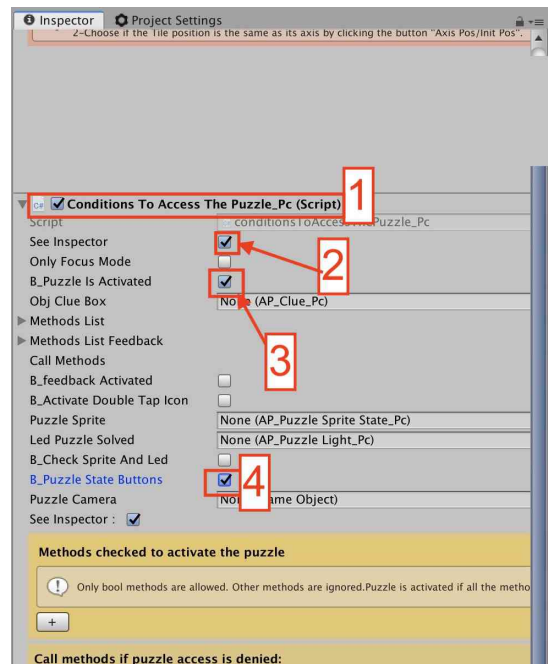 Inspector Project Settings
2-Choose if the Tile position is the same as its axis by clicking the button "Axis Pos/Init Pos".
1
Conditions To Access The Puzzle_Pc (Script)
Script conditionsToAccessThePuzzle_Pc
See Inspector
Only Focus Mode
2
B_Puzzle Is Activated
Obj Clue Box None (AP_Clue_Pc)
Methods List
Methods List Feedback
3
Call Methods
B_feedback Activated
B_Activate Double Tap Icon
Puzzle Sprite None (AP_Puzzle Sprite State_Pc)
Led Puzzle Solved None (AP_Puzzle Light_Pc)
B_Check Sprite And Led
B_Puzzle State Buttons
4
Puzzle Camera Object)
See Inspector :
Methods checked to activate the puzzle
Only bool methods are allowed. Other methods are ignored.Puzzle is activated if all the metho
+
Call methods if puzzle access is denied: